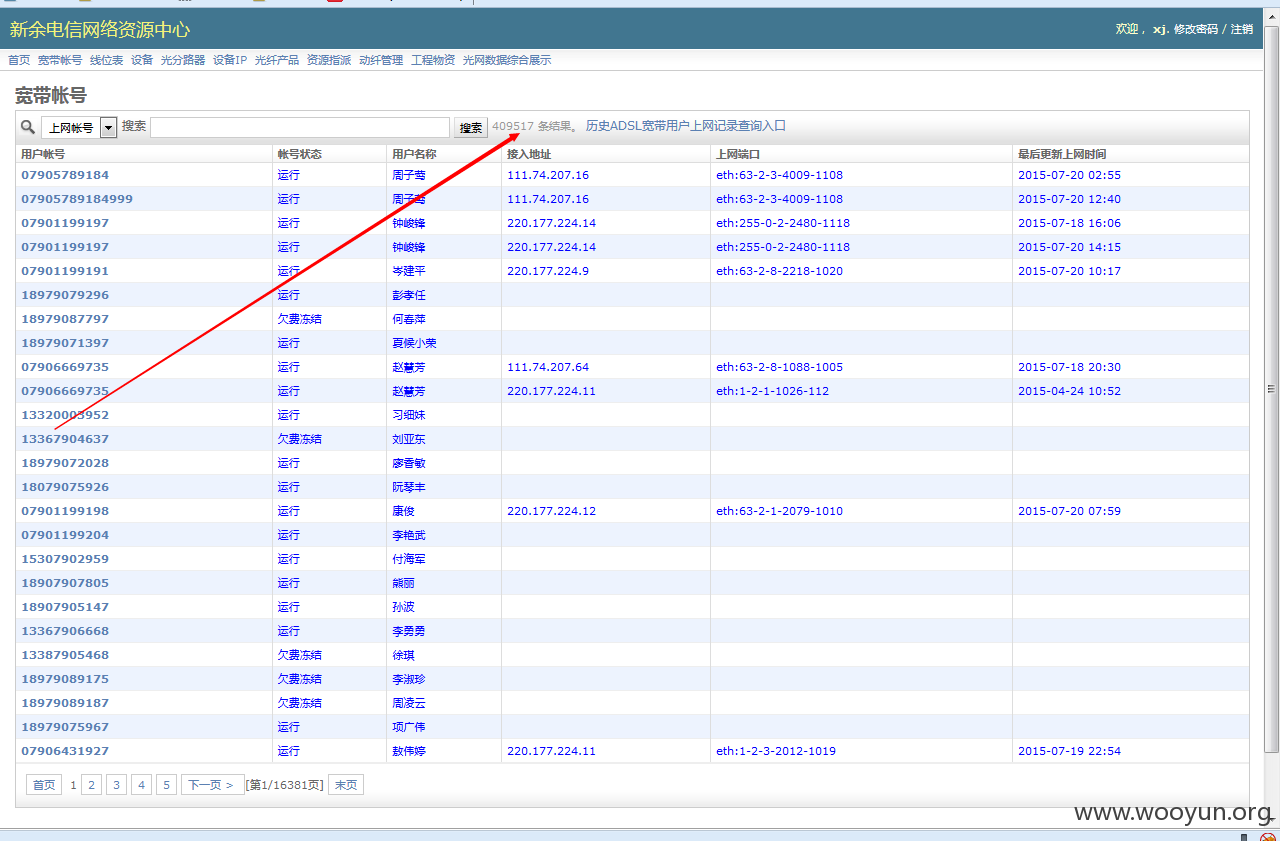 新余电信网络资源中心
欢迎， xj. 修改密码 / 注销
首页 宽带帐号 线位表 设备 光分路器 设备IP 光纤产品 资源指派 动纤管理 工程物资 光网数据综合展示
宽带帐号
上网帐号 搜索 搜索 409517 条结果。 历史ADSL宽带用户上网记录查询入口
用户帐号 帐号状态 用户名称 接入地址 上网端口 最后更新上网时间
07905789184 运行 周子莺 111.74.207.16 eth:63-2-3-4009-1108 2015-07-20 02:55
07905789184999 运行 周子莺 111.74.207.16 eth:63-2-3-4009-1108 2015-07-20 12:40
07901199197 运行 钟峻锋 220.177.224.14 eth:255-0-2-2480-1118 2015-07-18 16:06
07901199197 运行 钟峻锋 220.177.224.14 eth:255-0-2-2480-1118 2015-07-20 14:15
07901199191 运行 岑建平 220.177.224.9 eth:63-2-8-2218-1020 2015-07-20 10:17
18979079296 运行 彭孝任
18979087797 欠费冻结 何春萍
18979071397 运行 夏候小荣
07906669735 运行 赵慧芳 111.74.207.64 eth:63-2-8-1088-1005 2015-07-18 20:30
07906669735 运行 赵慧芳 220.177.224.11 eth:1-2-1-1026-112 2015-04-24 10:52
13320003952 运行 习细妹
13367904637 欠费冻结 刘亚东
18979072028 运行 廖香敏
18079075926 运行 阮琴丰
07901199198 运行 康俊 220.177.224.12 eth:63-2-1-2079-1010 2015-07-20 07:59
07901199204 运行 李艳武
15307902959 运行 付海军
18907907805 运行 熊丽
18907905147 运行 孙波
13367906668 运行 李勇勇
13387905468 欠费冻结 徐琪
18979089175 欠费冻结 李淑珍
18979089187 欠费冻结 周凌云
18979075967 运行 项广伟
07906431927 运行 敖伟婷 220.177.224.11 eth:1-2-3-2012-1019 2015-07-19 22:54
首页 1 2 3 4 5 下一页 > [第1/16381页] 末页
www.wooyun.org